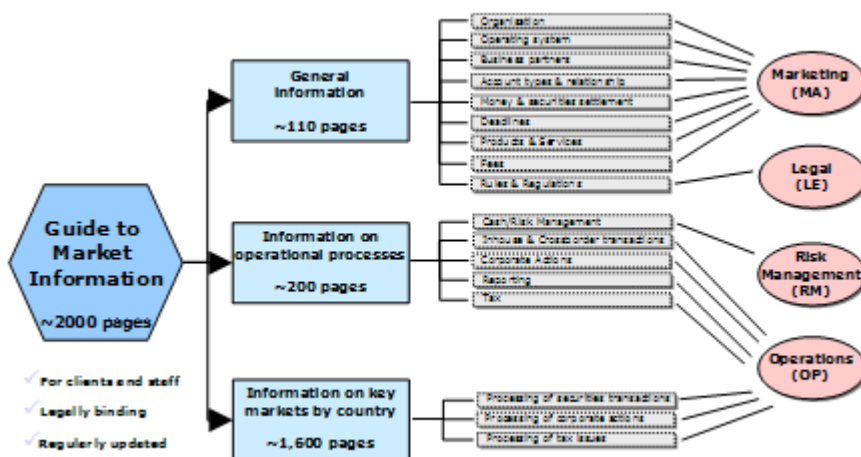 Guide to
Market
Information
~2000 pages
For clients and staff
Legally binding
Regularly updated
General
information
~110 pages
Information on
operational processes
~200 pages
Information on key
markets by country
~1,600 pages
Organisation
Operating system
Business partners
Account types & relationship
Money & securities settlement
Deadlines
Products & Services
Fees
Rules & Regulations
Cash/Risk Management
Inhouse & Crossborder transactions
Corporate Actions
Reporting
Tax
Processing of securities transactions
Processing of corporate actions
Processing of tax issues
Marketing
(MA)
Legal
(LE)
Risk
Management
(RM)
Operations
(OP)